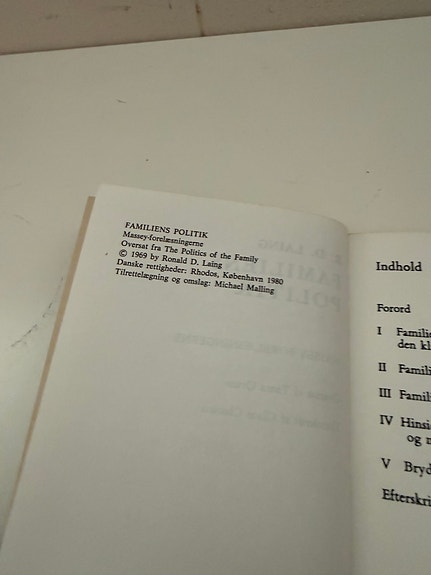 FAMILIENS POLITIK
Massey-forelæsningerne
Oversat fra The Politics of the Family
© 1969 by Ronald D. Laing
Danske rettigheder: Rhodos, København 1980
Tilrettelægning og omslag: Michael Malling
Indhold
Forord
I
den
II
III
IV
og
V